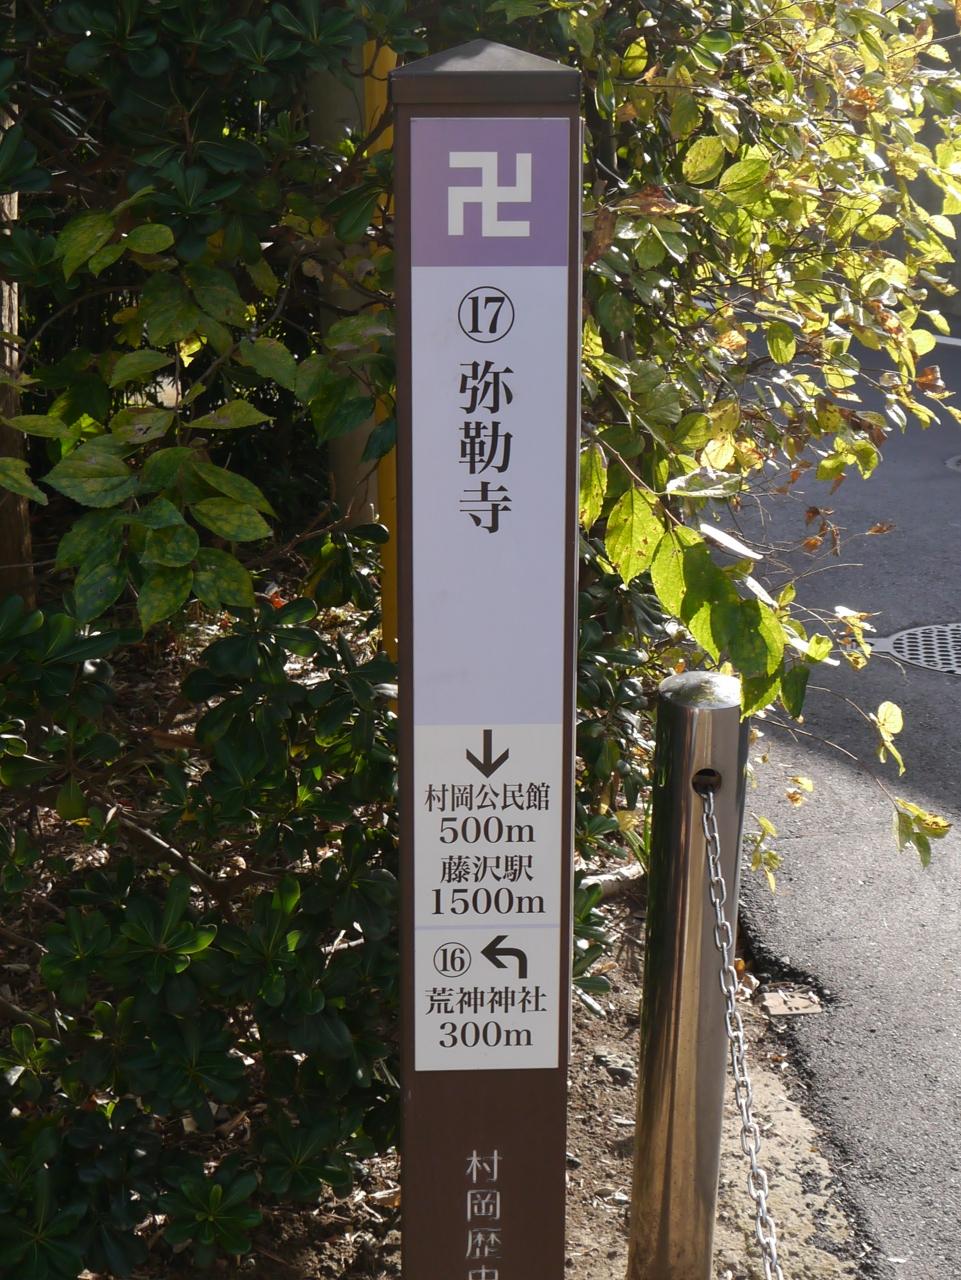 卍
⑰
弥勒寺
↓
村岡公民館
500m
藤沢駅
1500m
⑯
荒神神社
300m
村岡歴史